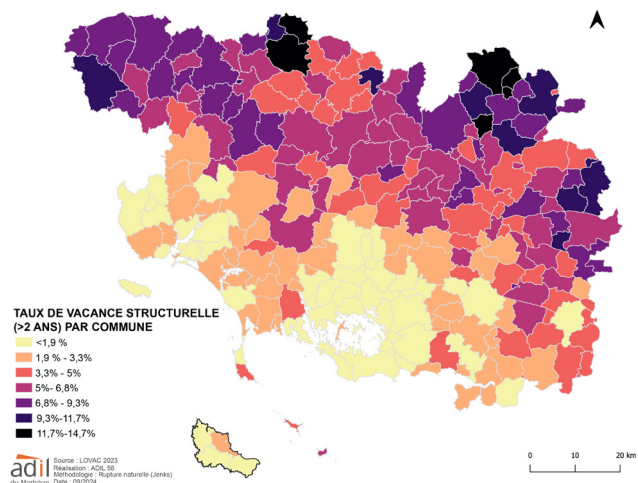 TAUX DE VACANCE STRUCTURELLE
(>2 ANS) PAR COMMUNE
<1,9 %
1,9 % - 3,3%
3,3% - 5%
5%- 6,8%
6,8% - 9,3%
9,3%-11,7%
11,7%-14,7%
adil
du Morbihan
Source : LOVAC 2023
Réalisation : ADIL 56
Méthodologie : Rupture naturelle (Jenks)
Date : 09/2024
0 10 20 km